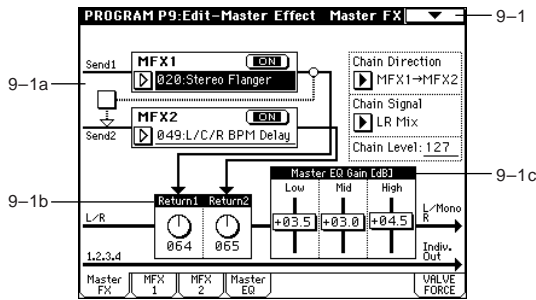 PROGRAM P9:Edit-Master Effect Master FX
9–1
9–1a
Send1
MFX1 ON
020:Stereo Flanger
Send2
MFX2 ON
049:L/C/R BPM Delay
Chain Direction
MFX1→MFX2
Chain Signal
LR Mix
Chain Level: 127
9–1b
9–1c
Return1 Return2
064 065
Master EQ Gain [dB]
Low Mid High
+03.5 +03.0 +04.5
L/R
L/Mono
R
1.2.3.4
Indiv.
Out
Master FX
MFX 1
MFX 2
Master EQ
VALVE FORCE